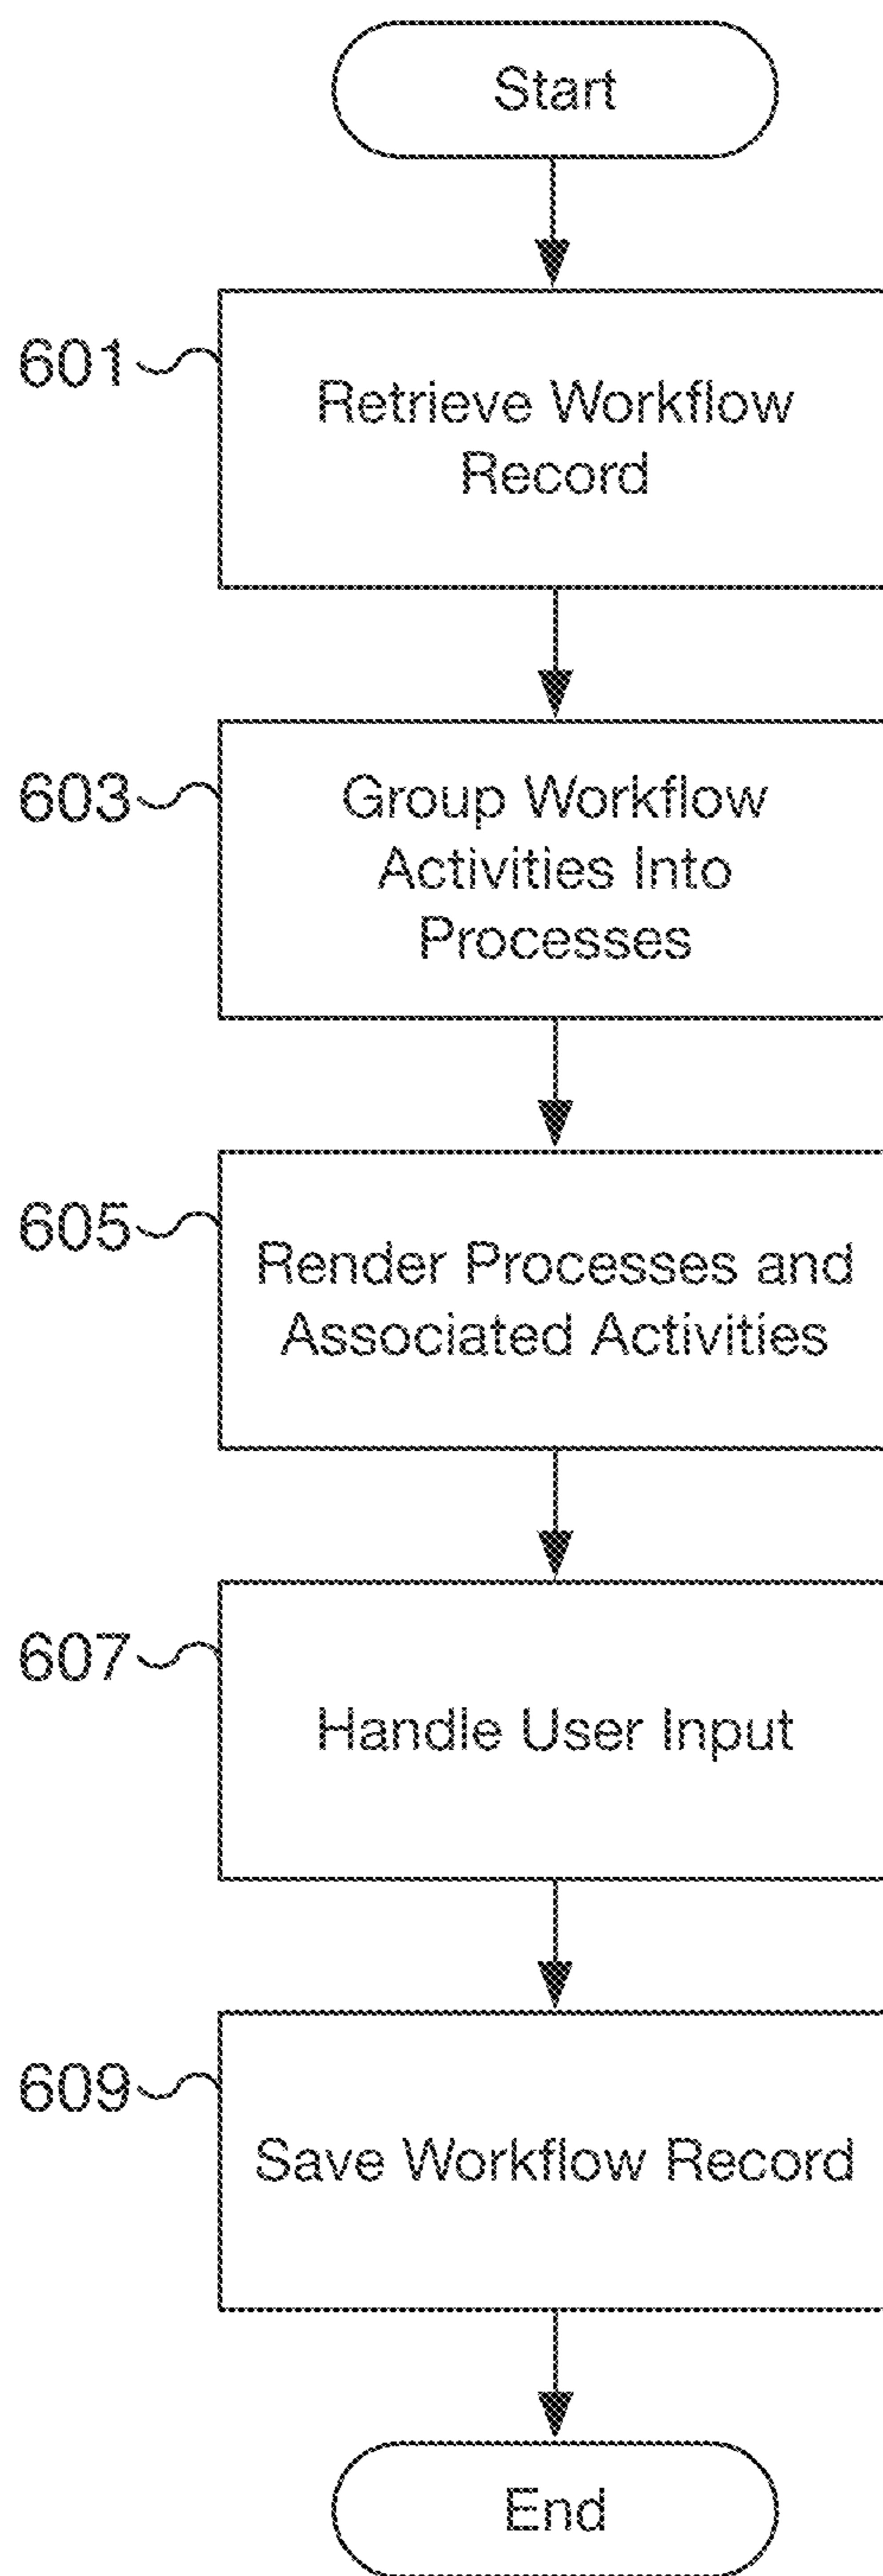 Start
601
Retrieve Workflow
Record
603
Group Workflow
Activities Into
Processes
605
Render Processes and
Associated Activities
607
Handle User Input
609
Save Workflow Record
End